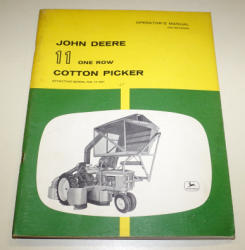 OPERATOR'S MANUAL
JOHN DEERE
11 ONE ROW
COTTON PICKER